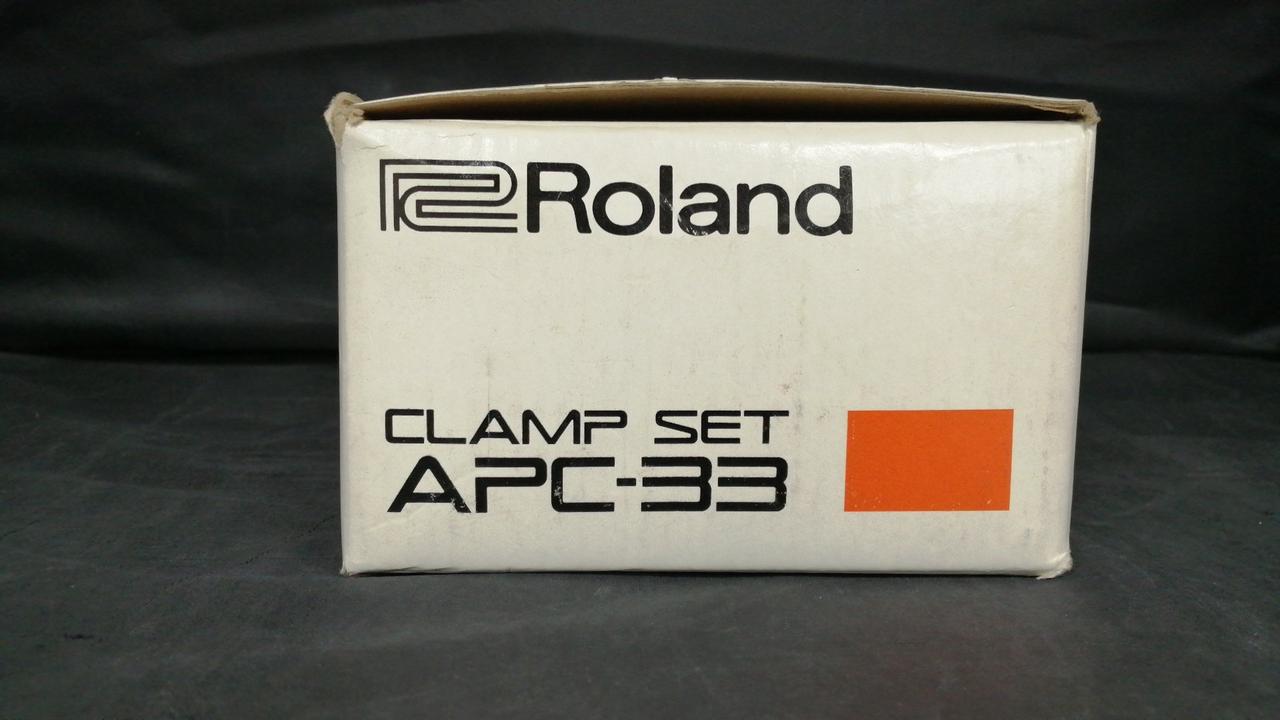 Roland
CLAMP SET
APC-33